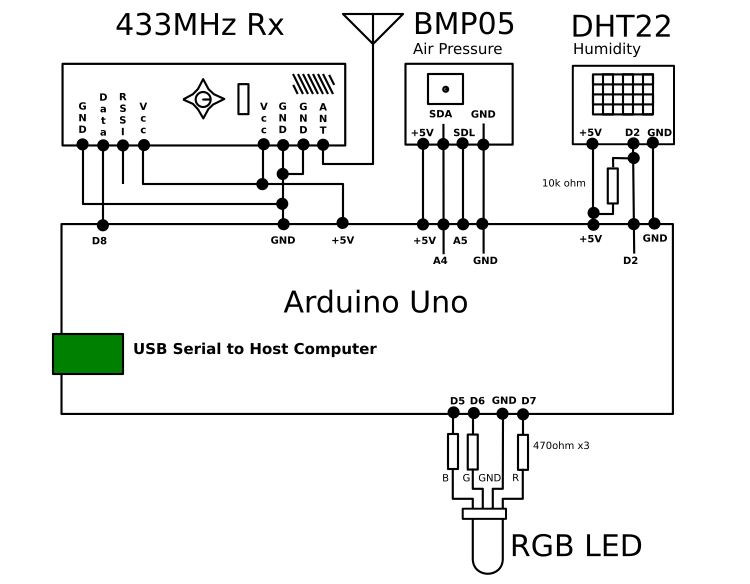 433MHz Rx
BMP05
Air Pressure
DHT22
Humidity
GND
Data
RSSI
Vcc
Vcc
GND
GND
ANT
SDA
GND
+5V
SDL
+5V
D2
GND
10k ohm
D8
GND
+5V
+5V
A5
A4
GND
+5V
GND
D2
Arduino Uno
USB Serial to Host Computer
D5 D6 GND D7
470ohm x3
B
G
GND
R
RGB LED